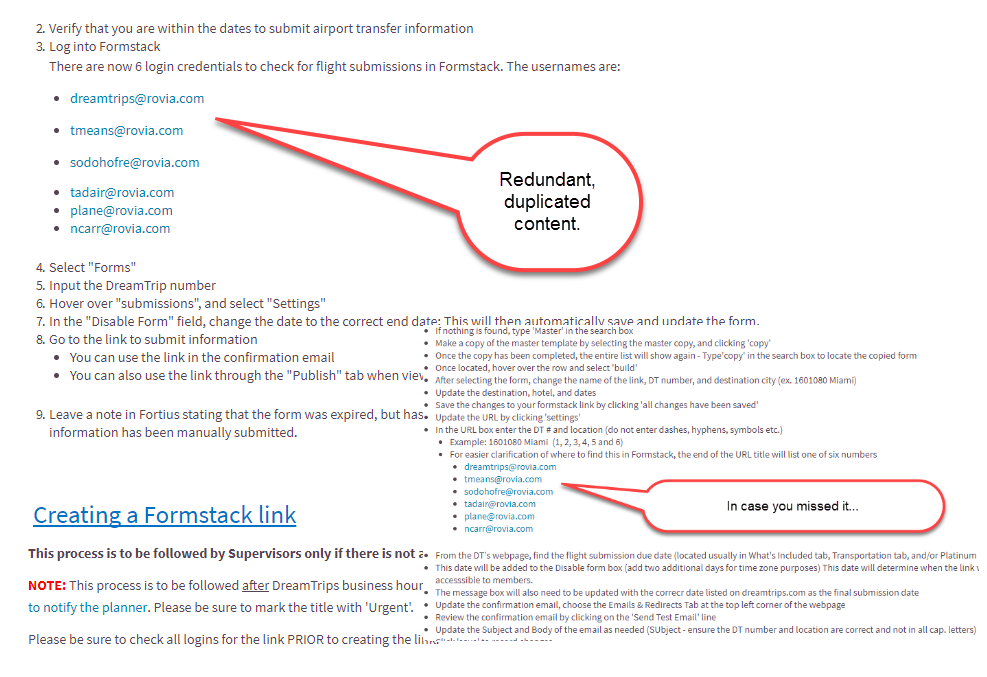 2. Verify that you are within the dates to submit airport transfer information
3. Log into Formstack
There are now 6 login credentials to check for flight submissions in Formstack. The usernames are:
• dreamtrips@rovia.com
• tmeans@rovia.com
• sodohofre@rovia.com
• tadair@rovia.com
• plane@rovia.com
• ncarr@rovia.com
Redundant,
duplicated
content.
4. Select "Forms"
5. Input the DreamTrip number
6. Hover over "submissions", and select "Settings"
7. In the "Disable Form" field, change the date to the correct end date; This will then automatically save and update the form.
8. Go to the link to submit information
• You can use the link in the confirmation email
• You can also use the link through the "Publish" tab when
9. Leave a note in Fortius stating that the form was expired, but has
information has been manually submitted.
Creating a Formstack link
This process is to be followed by Supervisors only if there is not
NOTE: This process is to be followed after DreamTrips business hour
to notify the planner. Please be sure to mark the title with 'Urgent'.
Please be sure to check all logins for the link PRIOR to creating the
• If nothing is found, type 'Master' in the search box
• Make a copy of the master template by selecting the master copy, and clicking 'copy'
• Once the copy has been completed, the entire list will show again - Type'copy' in the search box to locate the copied form
• Once located, hover over the row and select 'build'
• After selecting the form, change the name of the link, DT number, and destination city (ex. 1601080 Miami)
• Update the destination, hotel, and dates
• Save the changes to your formstack link by clicking 'all changes have been saved'
• Update the URL by clicking 'settings'
• In the URL box enter the DT # and location (do not enter dashes, hyphens, symbols etc.)
• Example: 1601080 Miami (1, 2, 3, 4, 5 and 6)
• For easier clarification of where to find this in Formstack, the end of the URL title will list one of six numbers
• dreamtrips@rovia.com
• tmeans@rovia.com
• sodohofre@rovia.com
• tadair@rovia.com
• plane@rovia.com
• ncarr@rovia.com
In case you missed it...
• From the DT's webpage, find the flight submission due date (located usually in What's Included tab, Transportation tab, and/or Platinum
• This date will be added to the Disable form box (add two additional days for time zone purposes) This date will determine when the link
accesssible to members.
• The message box will also need to be updated with the correcr date listed on dreamtrips.com as the final submission date
• Update the confirmation email, choose the Emails & Redirects Tab at the top left corner of the webpage
• Review the confirmation email by clicking on the 'Send Test Email' line
• Update the Subject and Body of the email as needed (SUbject - ensure the DT number and location are correct and not in all cap. letters)